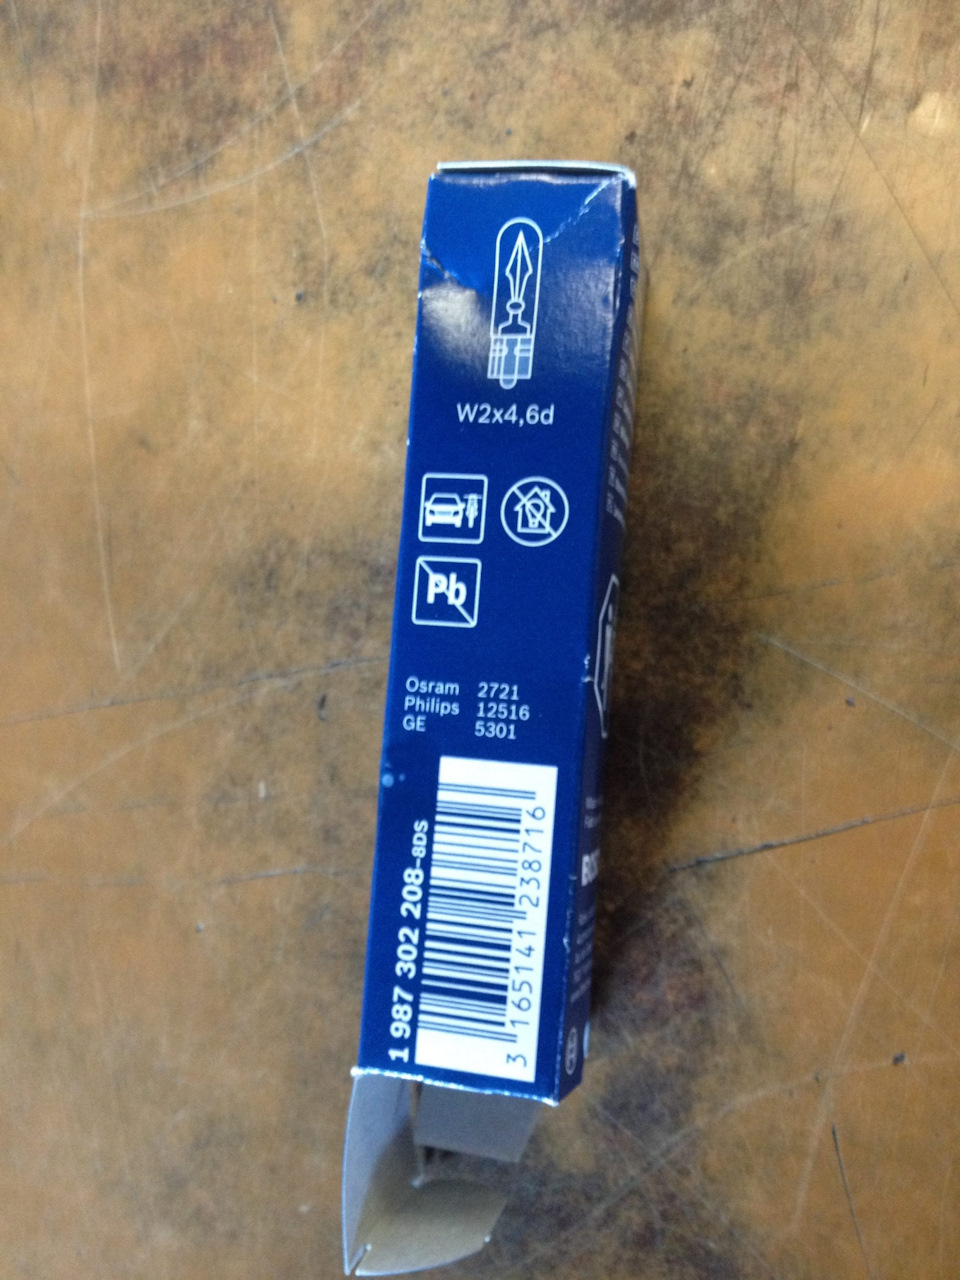 W2x4,6d
Pb
Osram 2721
Philips 12516
GE 5301
1 987 302 208-8DS
3 165141 238716